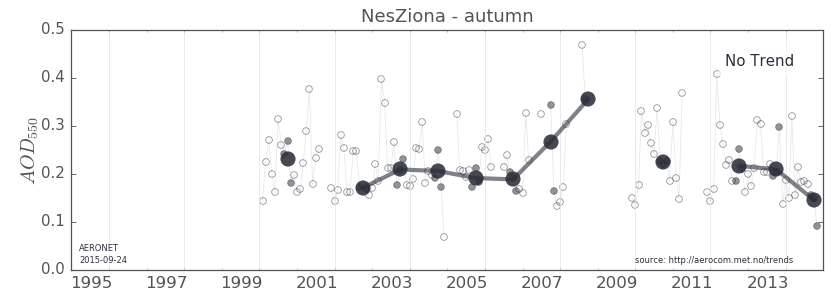 NesZiona - autumn
0.5
No Trend
0.4
0.3
AOD550
0.2
0.1
AERONET
2015-09-24
source: http://aerocom.met.no/trends
0.0
1995 1997 1999 2001 2003 2005 2007 2009 2011 2013